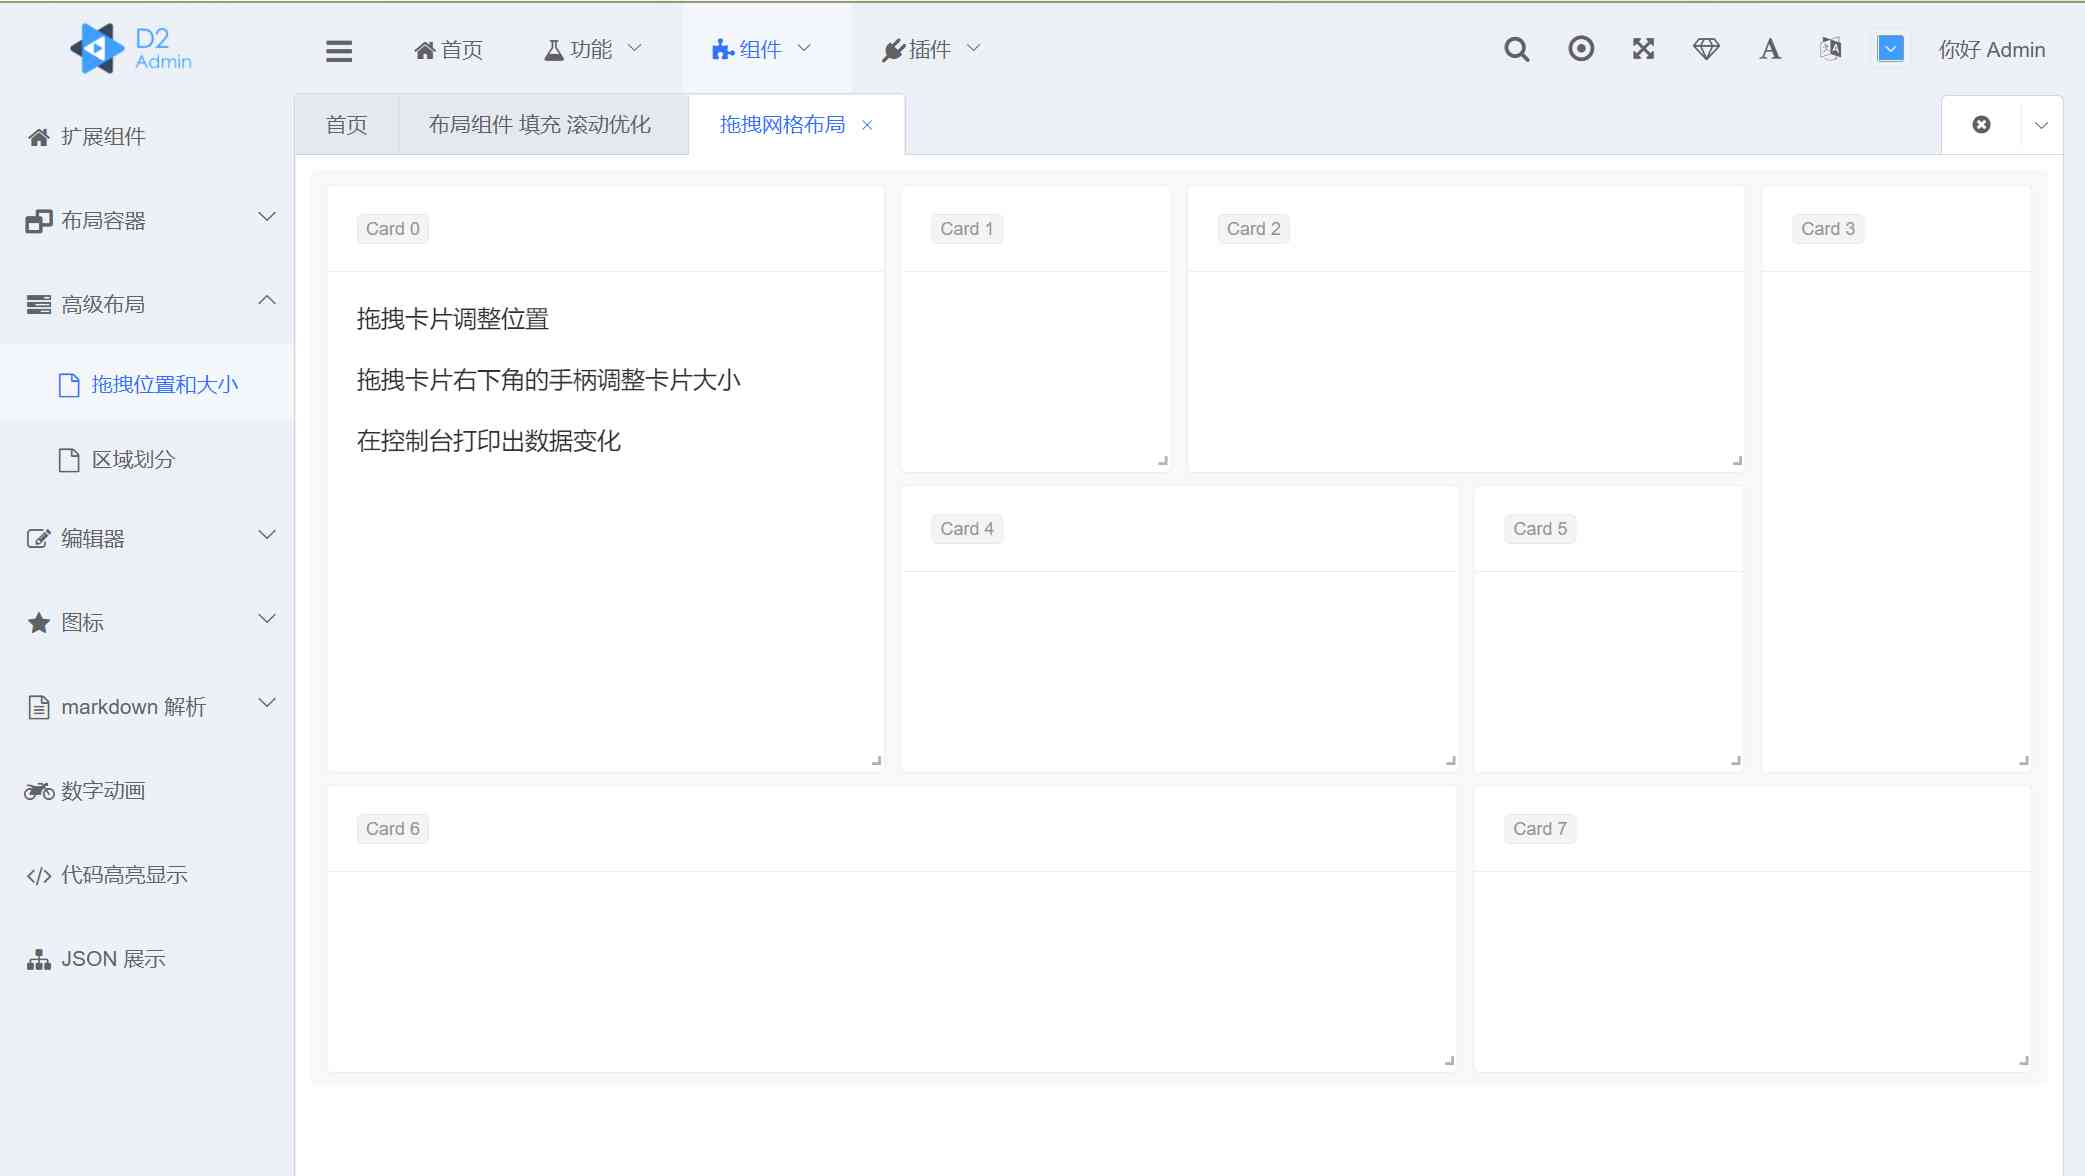 D2
Admin
首页
功能
组件
插件
你好 Admin
首页
布局组件 填充 滚动优化
拖拽网格布局
扩展组件
布局容器
高级布局
拖拽位置和大小
区域划分
编辑器
图标
markdown 解析
数字动画
代码高亮显示
JSON 展示
Card 0
拖拽卡片调整位置
拖拽卡片右下角的手柄调整卡片大小
在控制台打印出数据变化
Card 1
Card 2
Card 3
Card 4
Card 5
Card 6
Card 7